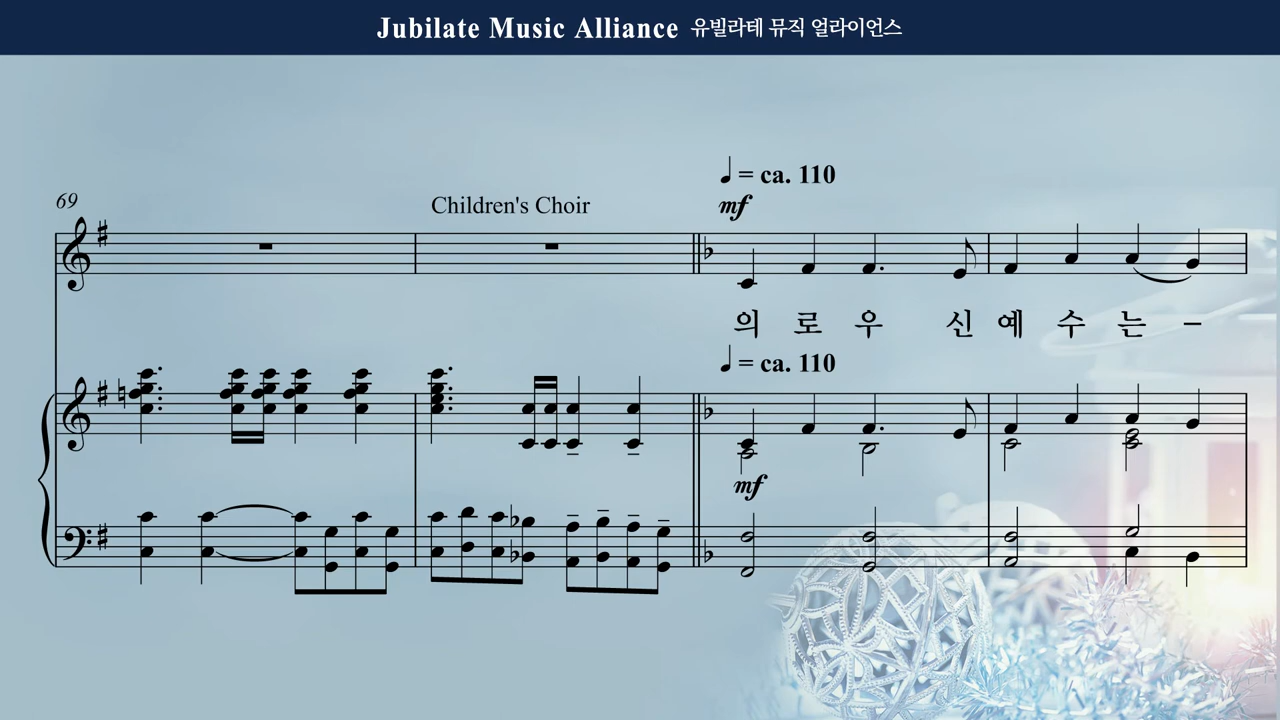 Jubilate Music Alliance 유빌라테 뮤직 얼라이언스
♩ = ca. 110
69
Children's Choir
mf
의 로 우 신 예 수 는 -
♩ = ca. 110
mf